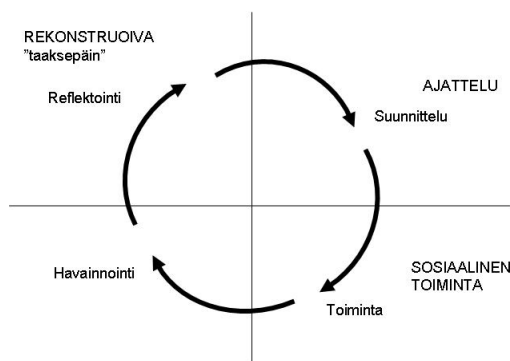 REKONSTRUOIVA
"taaksepäin"
Reflektointi
AJATTELU
Suunnittelu
Havainnointi
SOSIAALINEN
TOIMINTA
Toiminta